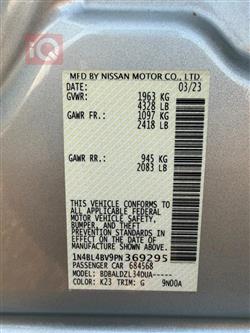 iQ
MFD BY NISSAN MOTOR CO., LTD.
DATE: 03/23
GVWR: 1963 KG
4328 LB
GAWR FR.: 1097 KG
2418 LB
GAWR RR.: 945 KG
2083 LB
THIS VEHICLE CONFORMS TO
ALL APPLICABLE FEDERAL
MOTOR VEHICLE SAFETY,
BUMPER, AND THEFT
PREVENTION STANDARDS IN
EFFECT ON THE DATE OF
MANUFACTURE SHOWN ABOVE.
1N4BL4BV9PN369295
PASSENGER CAR 684568
MODEL: BDBALDZL34DUA-----
COLOR: K23 TRIM: G 9N00A